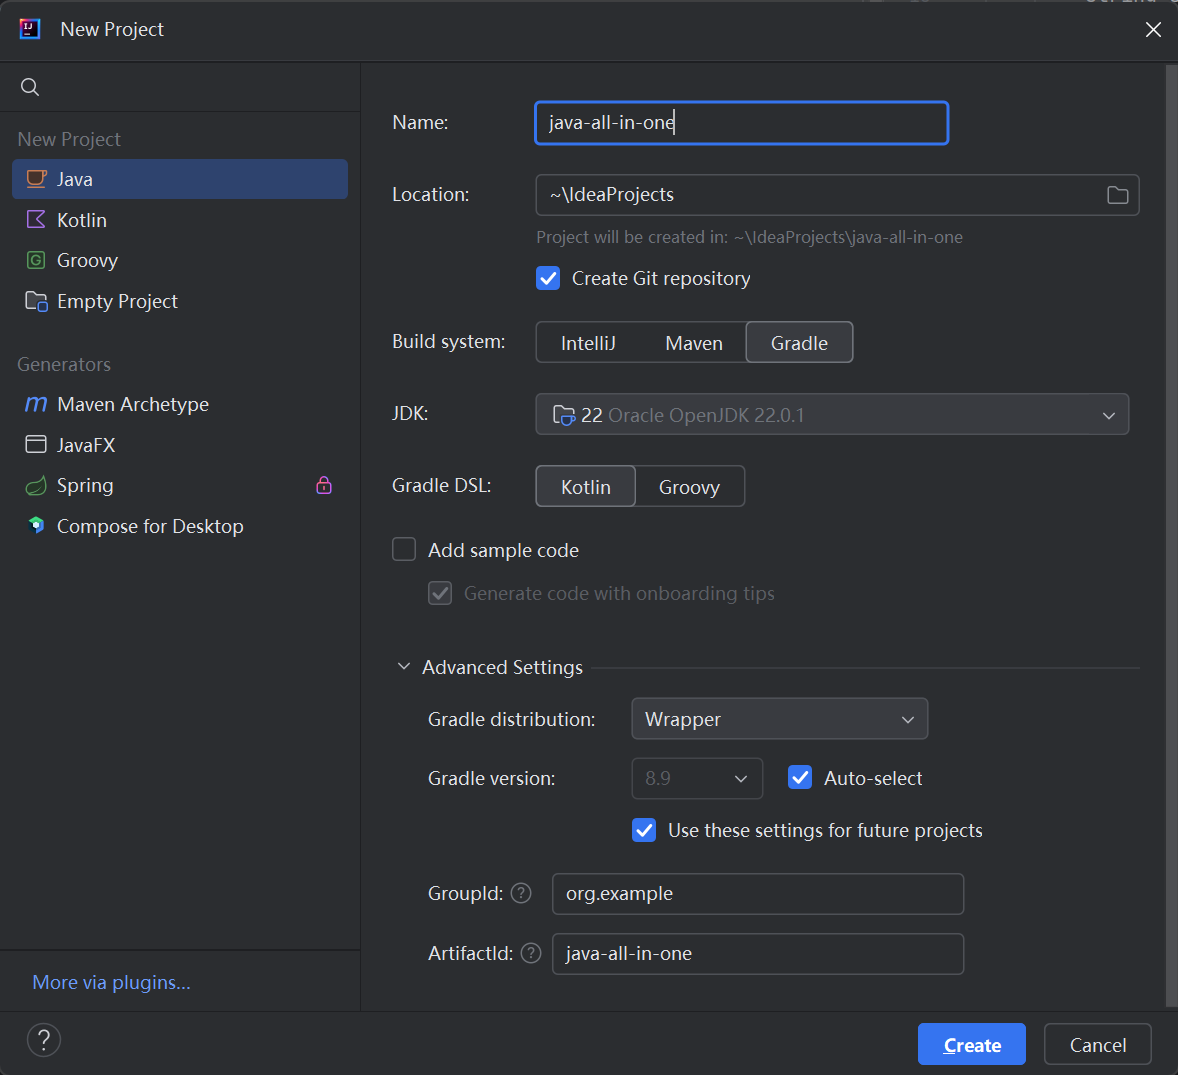 New Project
New Project
Java
Kotlin
Groovy
Empty Project
Generators
Maven Archetype
JavaFX
Spring
Compose for Desktop
More via plugins...
Name: java-all-in-one
Location: ~\IdeaProjects
Project will be created in: ~\IdeaProjects\java-all-in-one
Create Git repository
Build system: IntelliJ Maven Gradle
JDK: 22 Oracle OpenJDK 22.0.1
Gradle DSL: Kotlin Groovy
Add sample code
Generate code with onboarding tips
Advanced Settings
Gradle distribution: Wrapper
Gradle version: 8.9 Auto-select
Use these settings for future projects
GroupId: ? org.example
ArtifactId: ? java-all-in-one
? Create Cancel